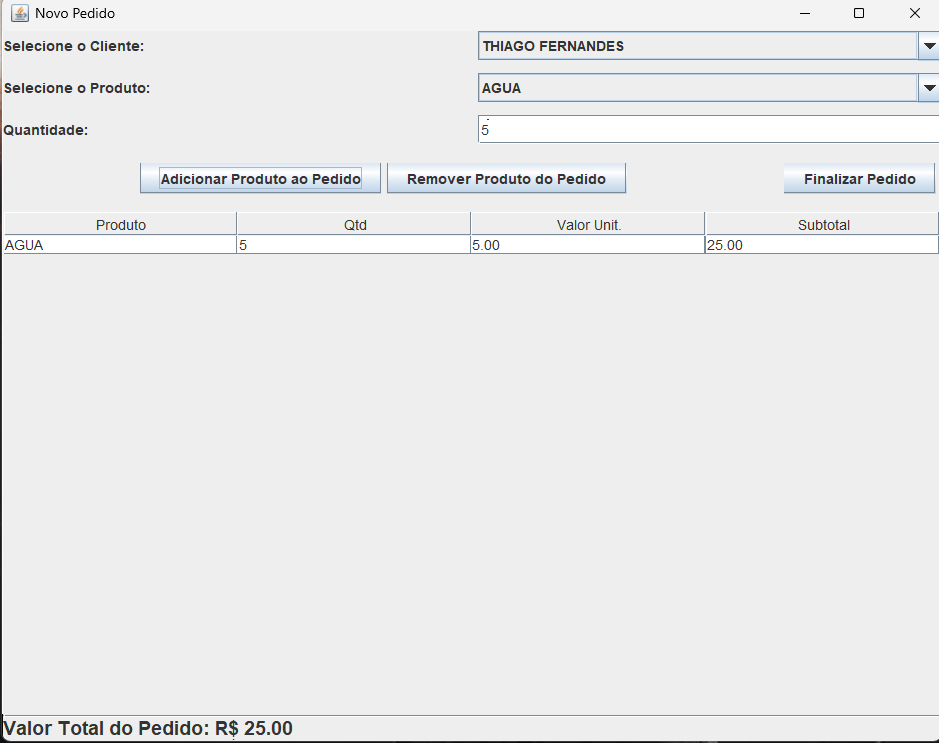 Novo Pedido
Selecione o Cliente: THIAGO FERNANDES
Selecione o Produto: AGUA
Quantidade: 5
Adicionar Produto ao Pedido Remover Produto do Pedido Finalizar Pedido
Produto Qtd Valor Unit. Subtotal
AGUA 5 5.00 25.00
Valor Total do Pedido: R$ 25.00